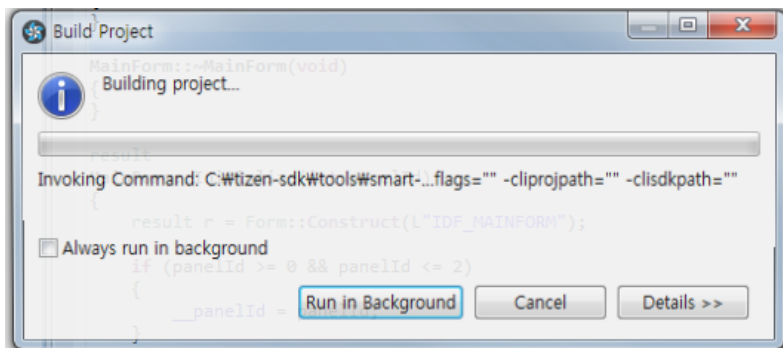 Build Project
}
MainForm::~MainForm(void)
{
Building project...
}
result
Invoking Command: C:₩tizen-sdk₩tools₩smart-...flags="" -cliprojpath="" -clisdkpath=""
{
result r = Form::Construct(L"IDF_MAINFORM");
Always run in background
if (panelId >= 0 && panelId <= 2)
{
Run in Background
Cancel
Details >>
__panelId =
}